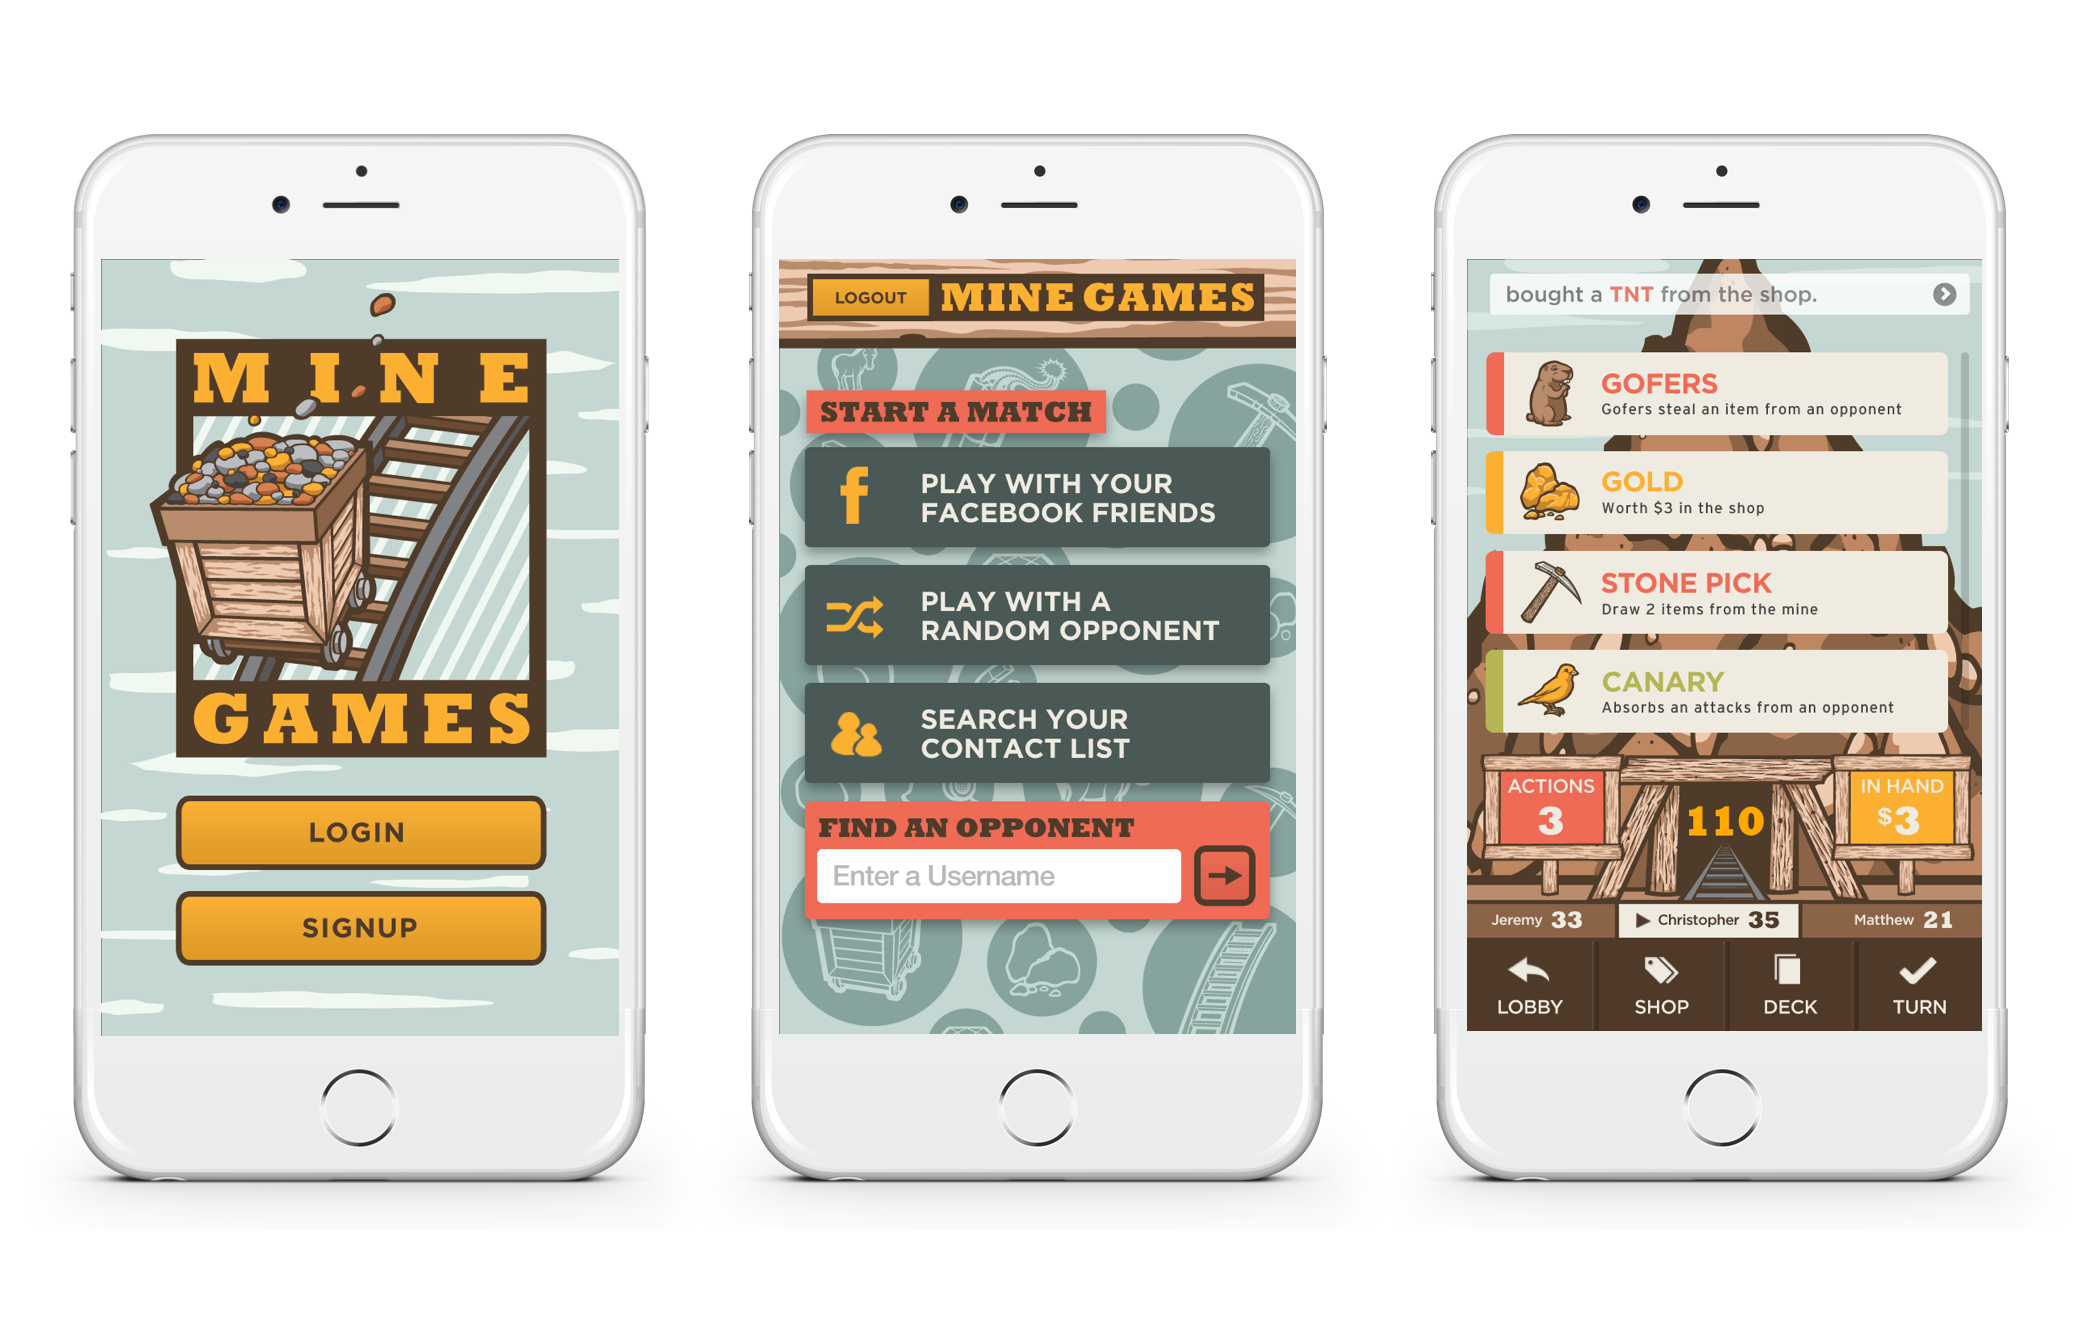 MINE
GAMES
LOGIN
SIGNUP
LOGOUT
MINE GAMES
START A MATCH
PLAY WITH YOUR
FACEBOOK FRIENDS
PLAY WITH A
RANDOM OPPONENT
SEARCH YOUR
CONTACT LIST
FIND AN OPPONENT
Enter a Username
bought a TNT from the shop.
GOFERS
Gofers steal an item from an opponent
GOLD
Worth $3 in the shop
STONE PICK
Draw 2 items from the mine
CANARY
Absorbs an attacks from an opponent
ACTIONS
3
110
IN HAND
$3
Jeremy 33
Christopher 35
Matthew 21
LOBBY
SHOP
DECK
TURN